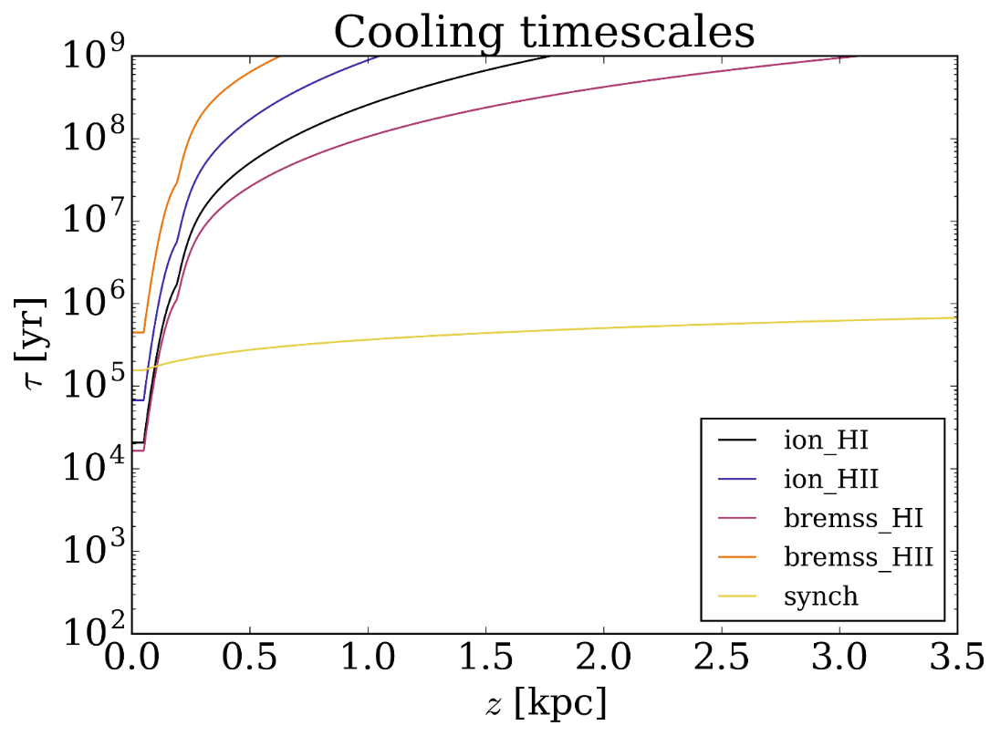 Cooling timescales
10^9
10^8
10^7
10^6
10^5
10^4
10^3
10^2
τ [yr]
0.0 0.5 1.0 1.5 2.0 2.5 3.0 3.5
z [kpc]
ion_HI
ion_HII
bremss_HI
bremss_HII
synch